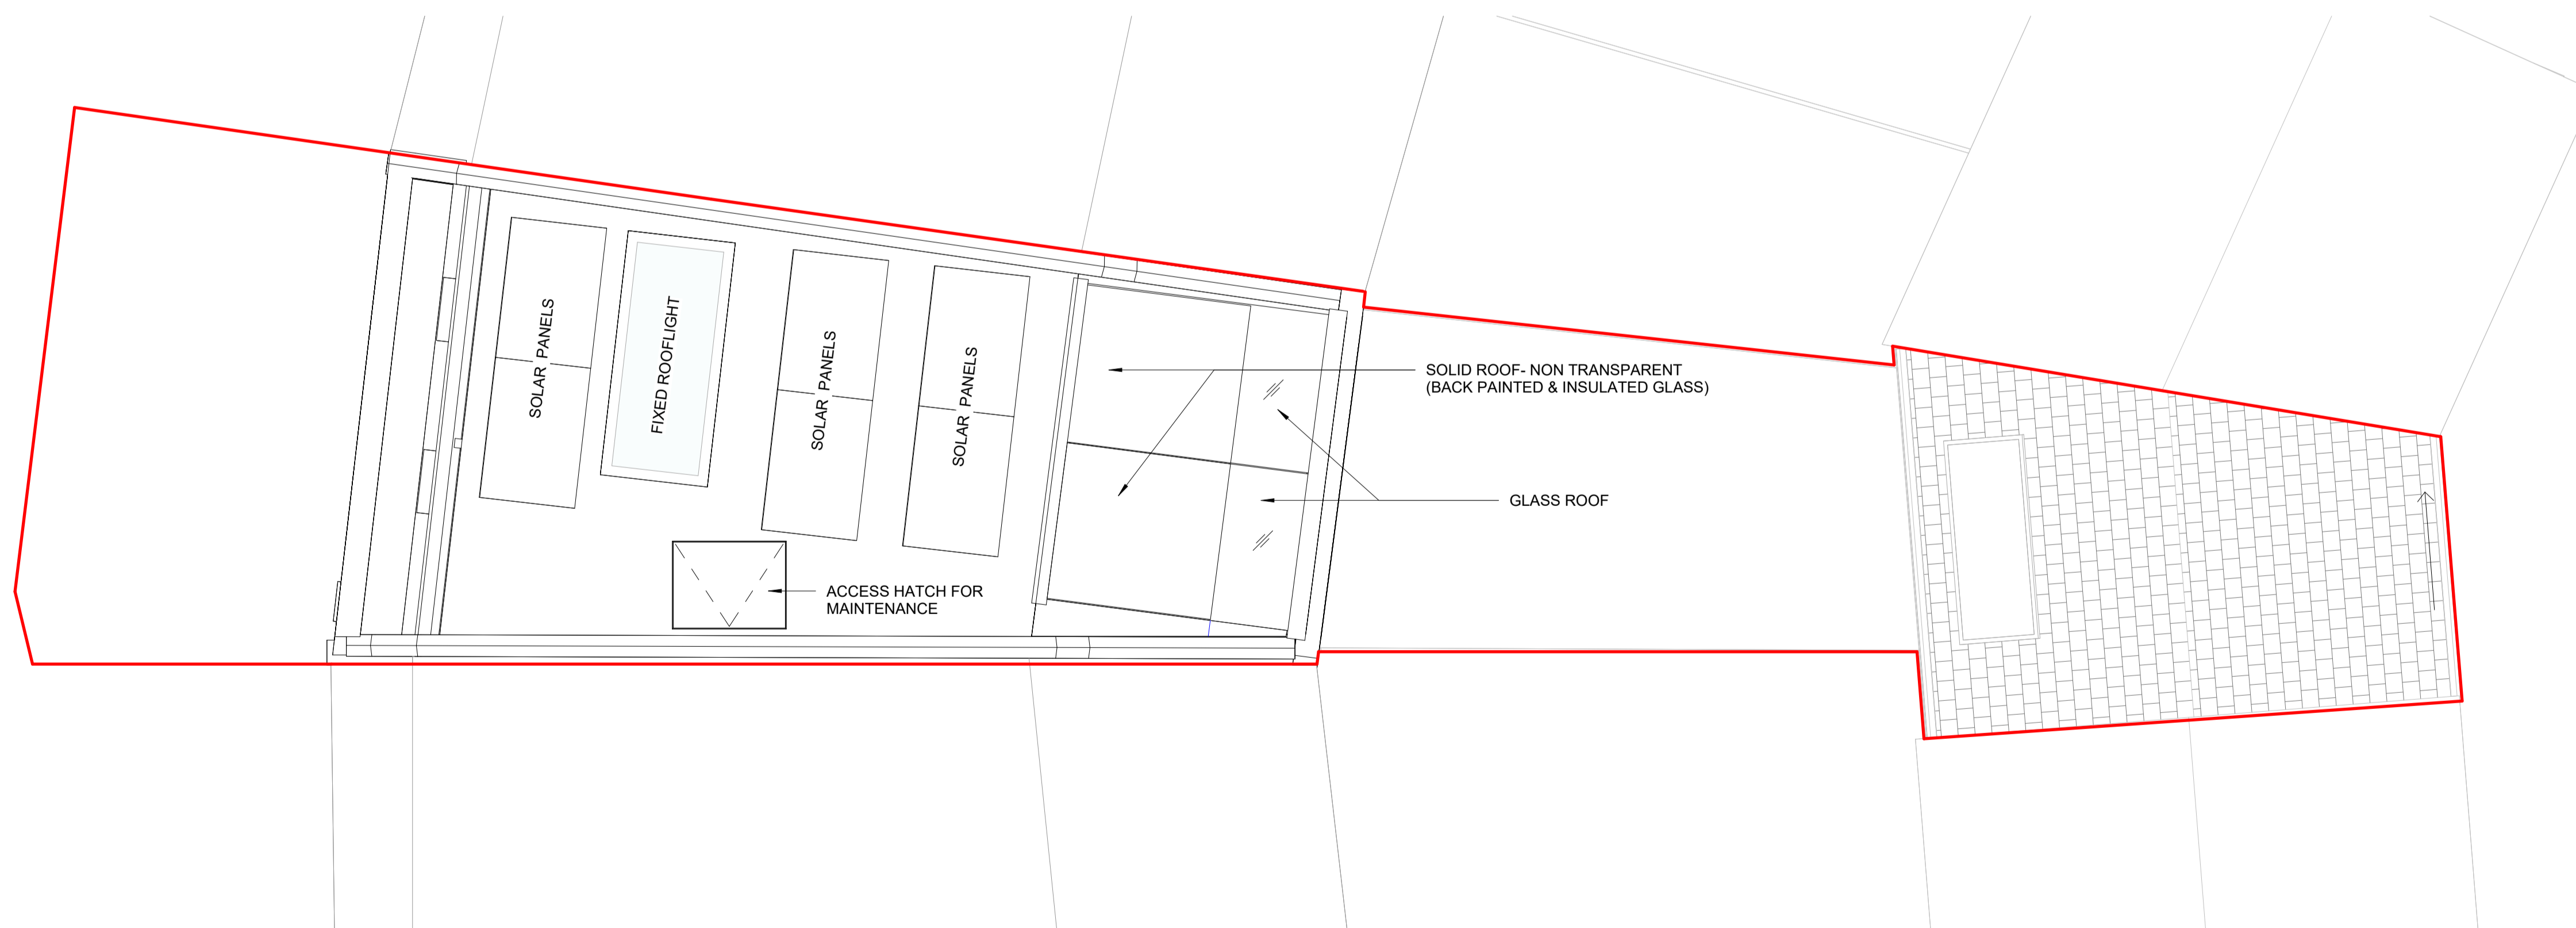 SOLAR PANELS
FIXED ROOFLIGHT
SOLAR PANELS
SOLAR PANELS
SOLID ROOF- NON TRANSPARENT
(BACK PAINTED & INSULATED GLASS)
GLASS ROOF
ACCESS HATCH FOR
MAINTENANCE